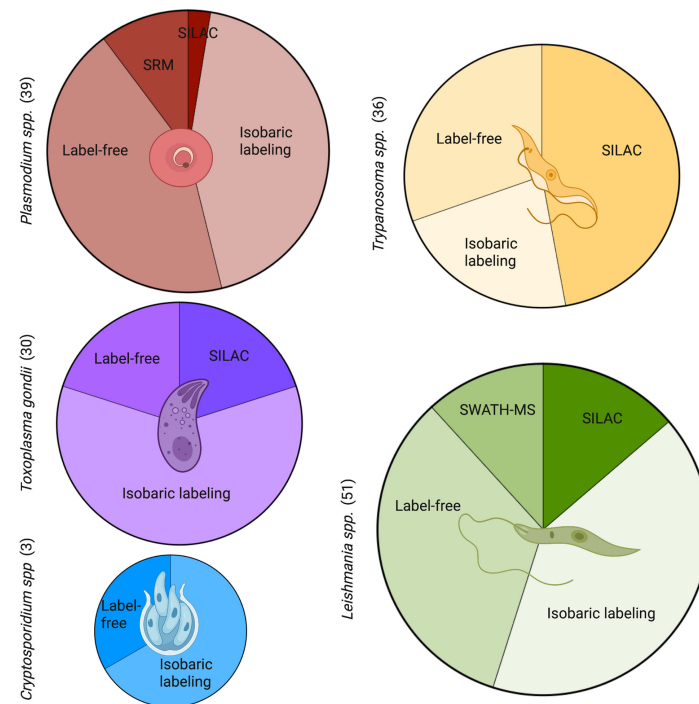 Plasmodium spp. (39)
SRM
SILAC
Label-free
Isobaric
labeling
Trypanosoma spp. (36)
Label-free
SILAC
Isobaric
labeling
Toxoplasma gondii (30)
Label-free
SILAC
Isobaric labeling
Cryptosporidium spp (3)
Label-
free
Isobaric
labeling
Leishmania spp. (51)
SWATH-MS
SILAC
Label-free
Isobaric labeling